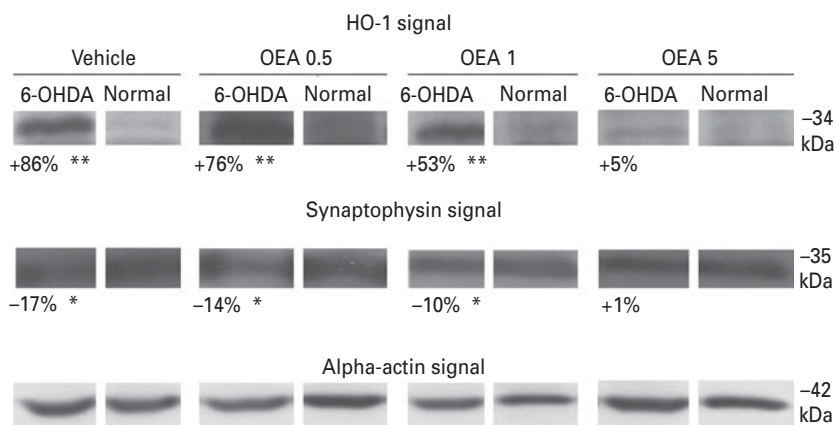 HO-1 signal
Vehicle OEA 0.5 OEA 1 OEA 5
6-OHDA Normal 6-OHDA Normal 6-OHDA Normal 6-OHDA Normal
–34
kDa
+86% ** +76% ** +53% ** +5%
Synaptophysin signal
–35
kDa
–17% * –14% * –10% * +1%
Alpha-actin signal
–42
kDa